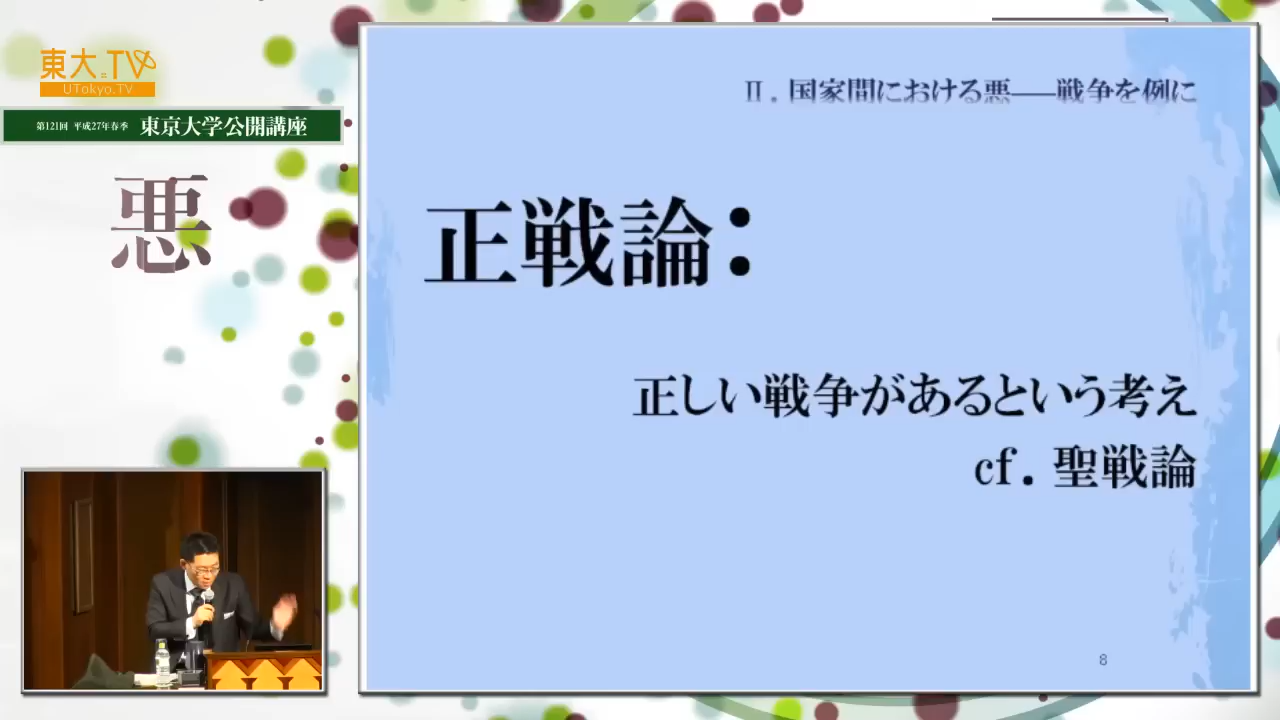 東大.TV
UTokyo.TV
第121回 平成27年春季 東京大学公開講座
悪
Ⅱ. 国家間における悪――戦争を例に
正戦論:
正しい戦争があるという考え
cf. 聖戦論
8